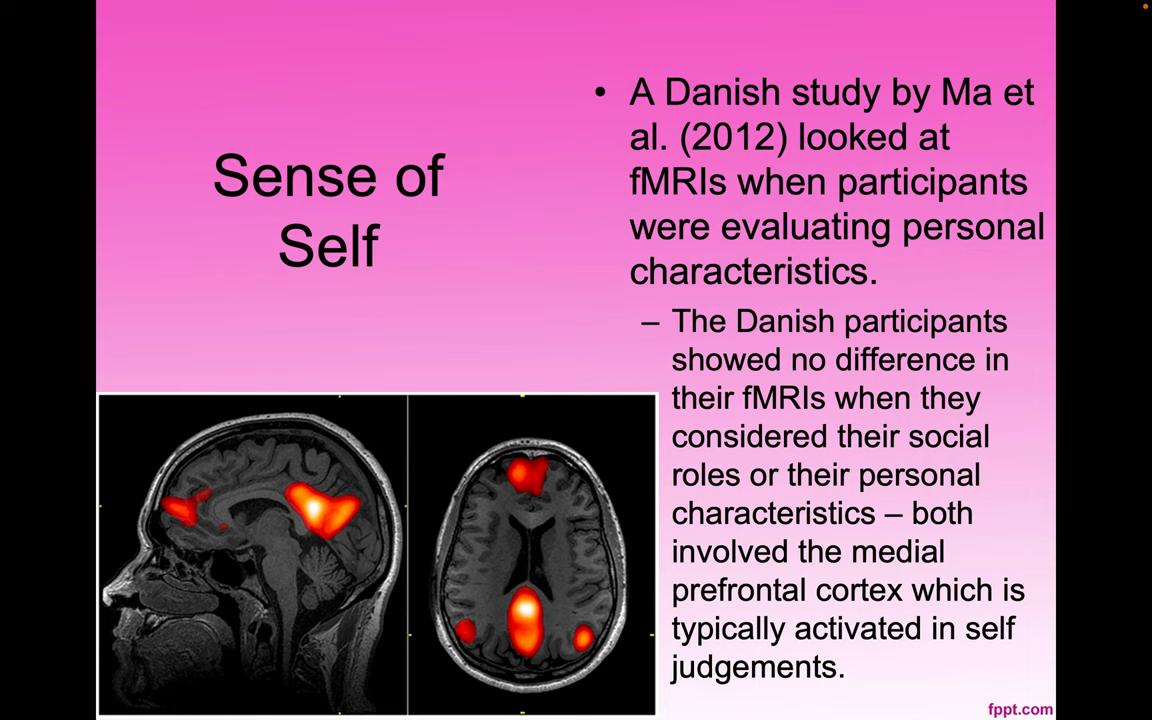 Sense of
Self
• A Danish study by Ma et
al. (2012) looked at
fMRIs when participants
were evaluating personal
characteristics.
– The Danish participants
showed no difference in
their fMRIs when they
considered their social
roles or their personal
characteristics – both
involved the medial
prefrontal cortex which is
typically activated in self
judgements.
fppt.com